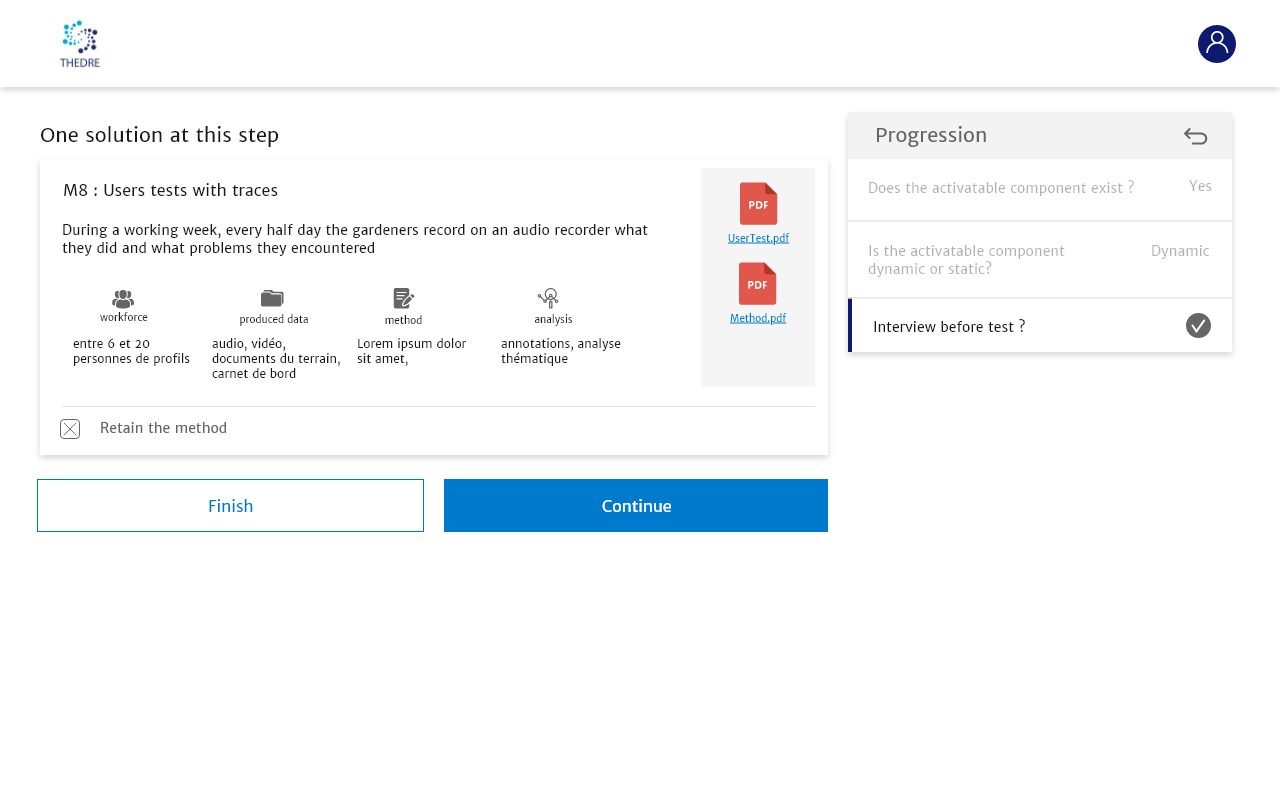 THEDRE
One solution at this step
M8 : Users tests with traces
During a working week, every half day the gardeners record on an audio recorder what
they did and what problems they encountered
workforce
entre 6 et 20
personnes de profils
produced data
audio, vidéo,
documents du terrain,
carnet de bord
method
Lorem ipsum dolor
sit amet,
analysis
annotations, analyse
thématique
PDF
UserTest.pdf
PDF
Method.pdf
Retain the method
Finish
Continue
Progression
Does the activatable component exist ?
Yes
Is the activatable component
dynamic or static?
Dynamic
Interview before test ?